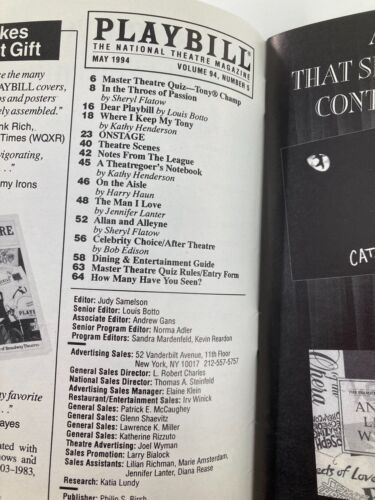 kes
t Gift
e the many
AYBILL covers,
os and posters
ely assembled."
nk Rich,
Times (WQXR)
vigorating,
my Irons
RE
PLAYB
y favorite
ayes
ated with
ows and
03–1983,
PLAYBILL®
THE NATIONAL THEATRE MAGAZINE
MAY 1994 VOLUME 94, NUMBER 5
6 Master Theatre Quiz—Tony® Champ
by Sheryl Flatow
8 In the Throes of Passion
by Sheryl Flatow
16 Dear Playbill by Louis Botto
18 Where I Keep My Tony
by Kathy Henderson
23 ONSTAGE
40 Theatre Scenes
42 Notes From The League
45 A Theatregoer's Notebook
by Kathy Henderson
46 On the Aisle
by Harry Haun
48 The Man I Love
by Jennifer Lanter
52 Allan and Alleyne
by Sheryl Flatow
56 Celebrity Choice/After Theatre
by Bob Edison
58 Dining & Entertainment Guide
63 Master Theatre Quiz Rules/Entry Form
64 How Many Have You Seen?
Editor: Judy Samelson
Senior Editor: Louis Botto
Associate Editor: Andrew Gans
Senior Program Editor: Norma Adler
Program Editors: Sandra Mardenfeld, Kevin Reardon
Advertising Sales: 52 Vanderbilt Avenue, 11th Floor
New York, NY 10017 212-557-5757
General Sales Director: L. Robert Charles
National Sales Director: Thomas A. Steinfeld
Advertising Sales Manager: Elaine Klein
Restaurant/Entertainment Sales: Irv Winick
General Sales: Patrick E. McCaughey
General Sales: Glenn Shaevitz
General Sales: Lawrence K. Miller
General Sales: Katherine Rizzuto
Theatre Advertising: Joel Wyman
Sales Promotion: Larry Bialock
Sales Assistants: Lilian Richman, Marie Amsterdam,
Jennifer Lanter, Diana Rease
Research: Katia Lundy
Publisher: Philip S. Birsh
A
THAT S
CONT
CAT